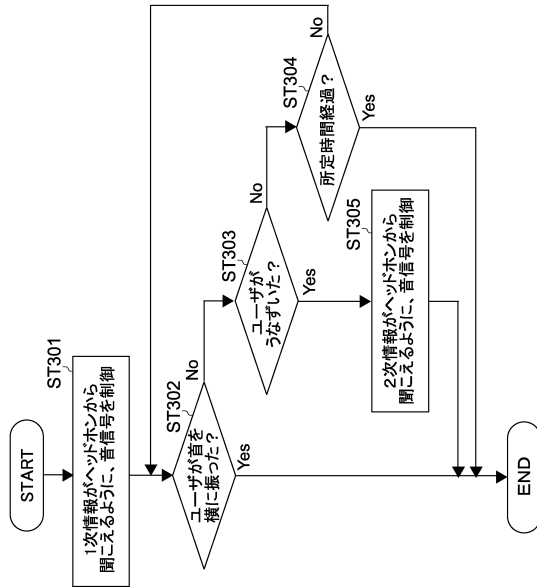 START
ST301
1次情報がヘッドホンから
聞こえるように、音信号を制御
ST302
ユーザが首を
横に振った？
No
Yes
ST303
ユーザが
うなずいた？
No
Yes
ST304
所定時間経過？
No
Yes
ST305
2次情報がヘッドホンから
聞こえるように、音信号を制御
END